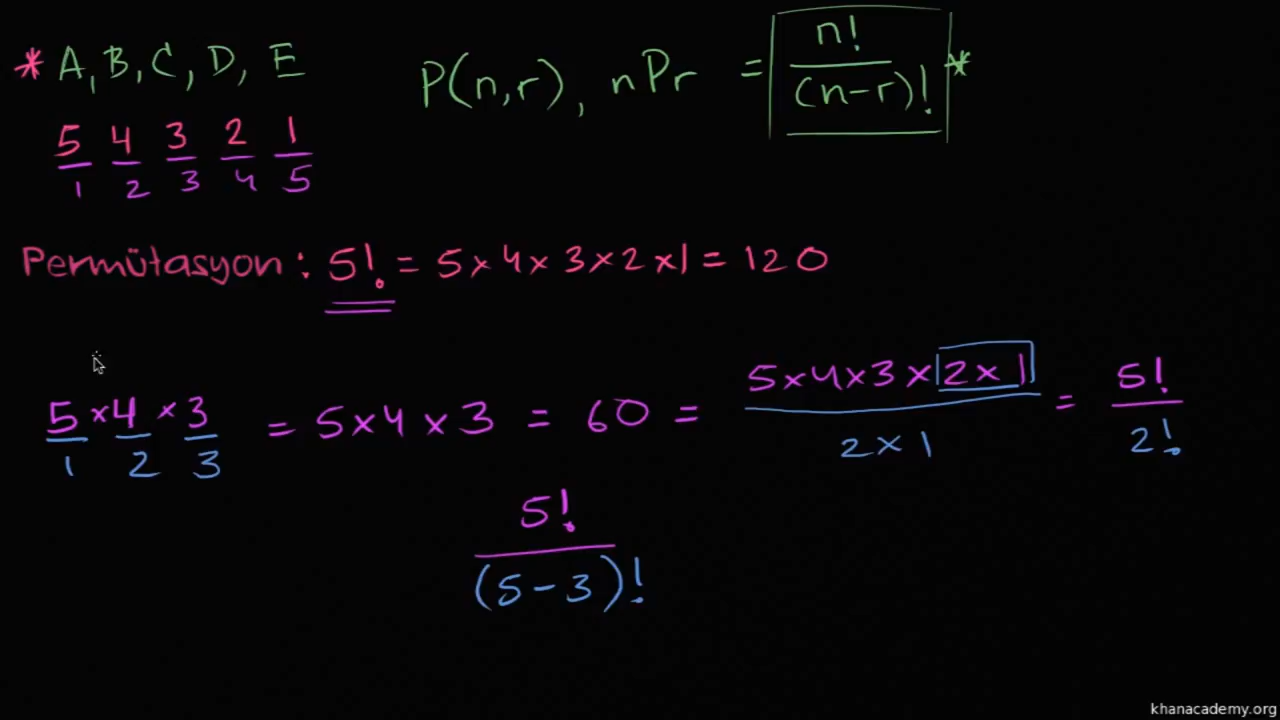 * A, B, C, D, E
P(n,r), nPr = n! / (n-r)! *
5 4 3 2 1
1 2 3 4 5
Permütasyon: 5! = 5 x 4 x 3 x 2 x 1 = 120
5 x 4 x 3 = 5 x 4 x 3 = 60 = 5 x 4 x 3 x 2 x 1 / 2 x 1 = 5! / 2!
1 2 3
5!
(5 - 3)!
khanacademy.org